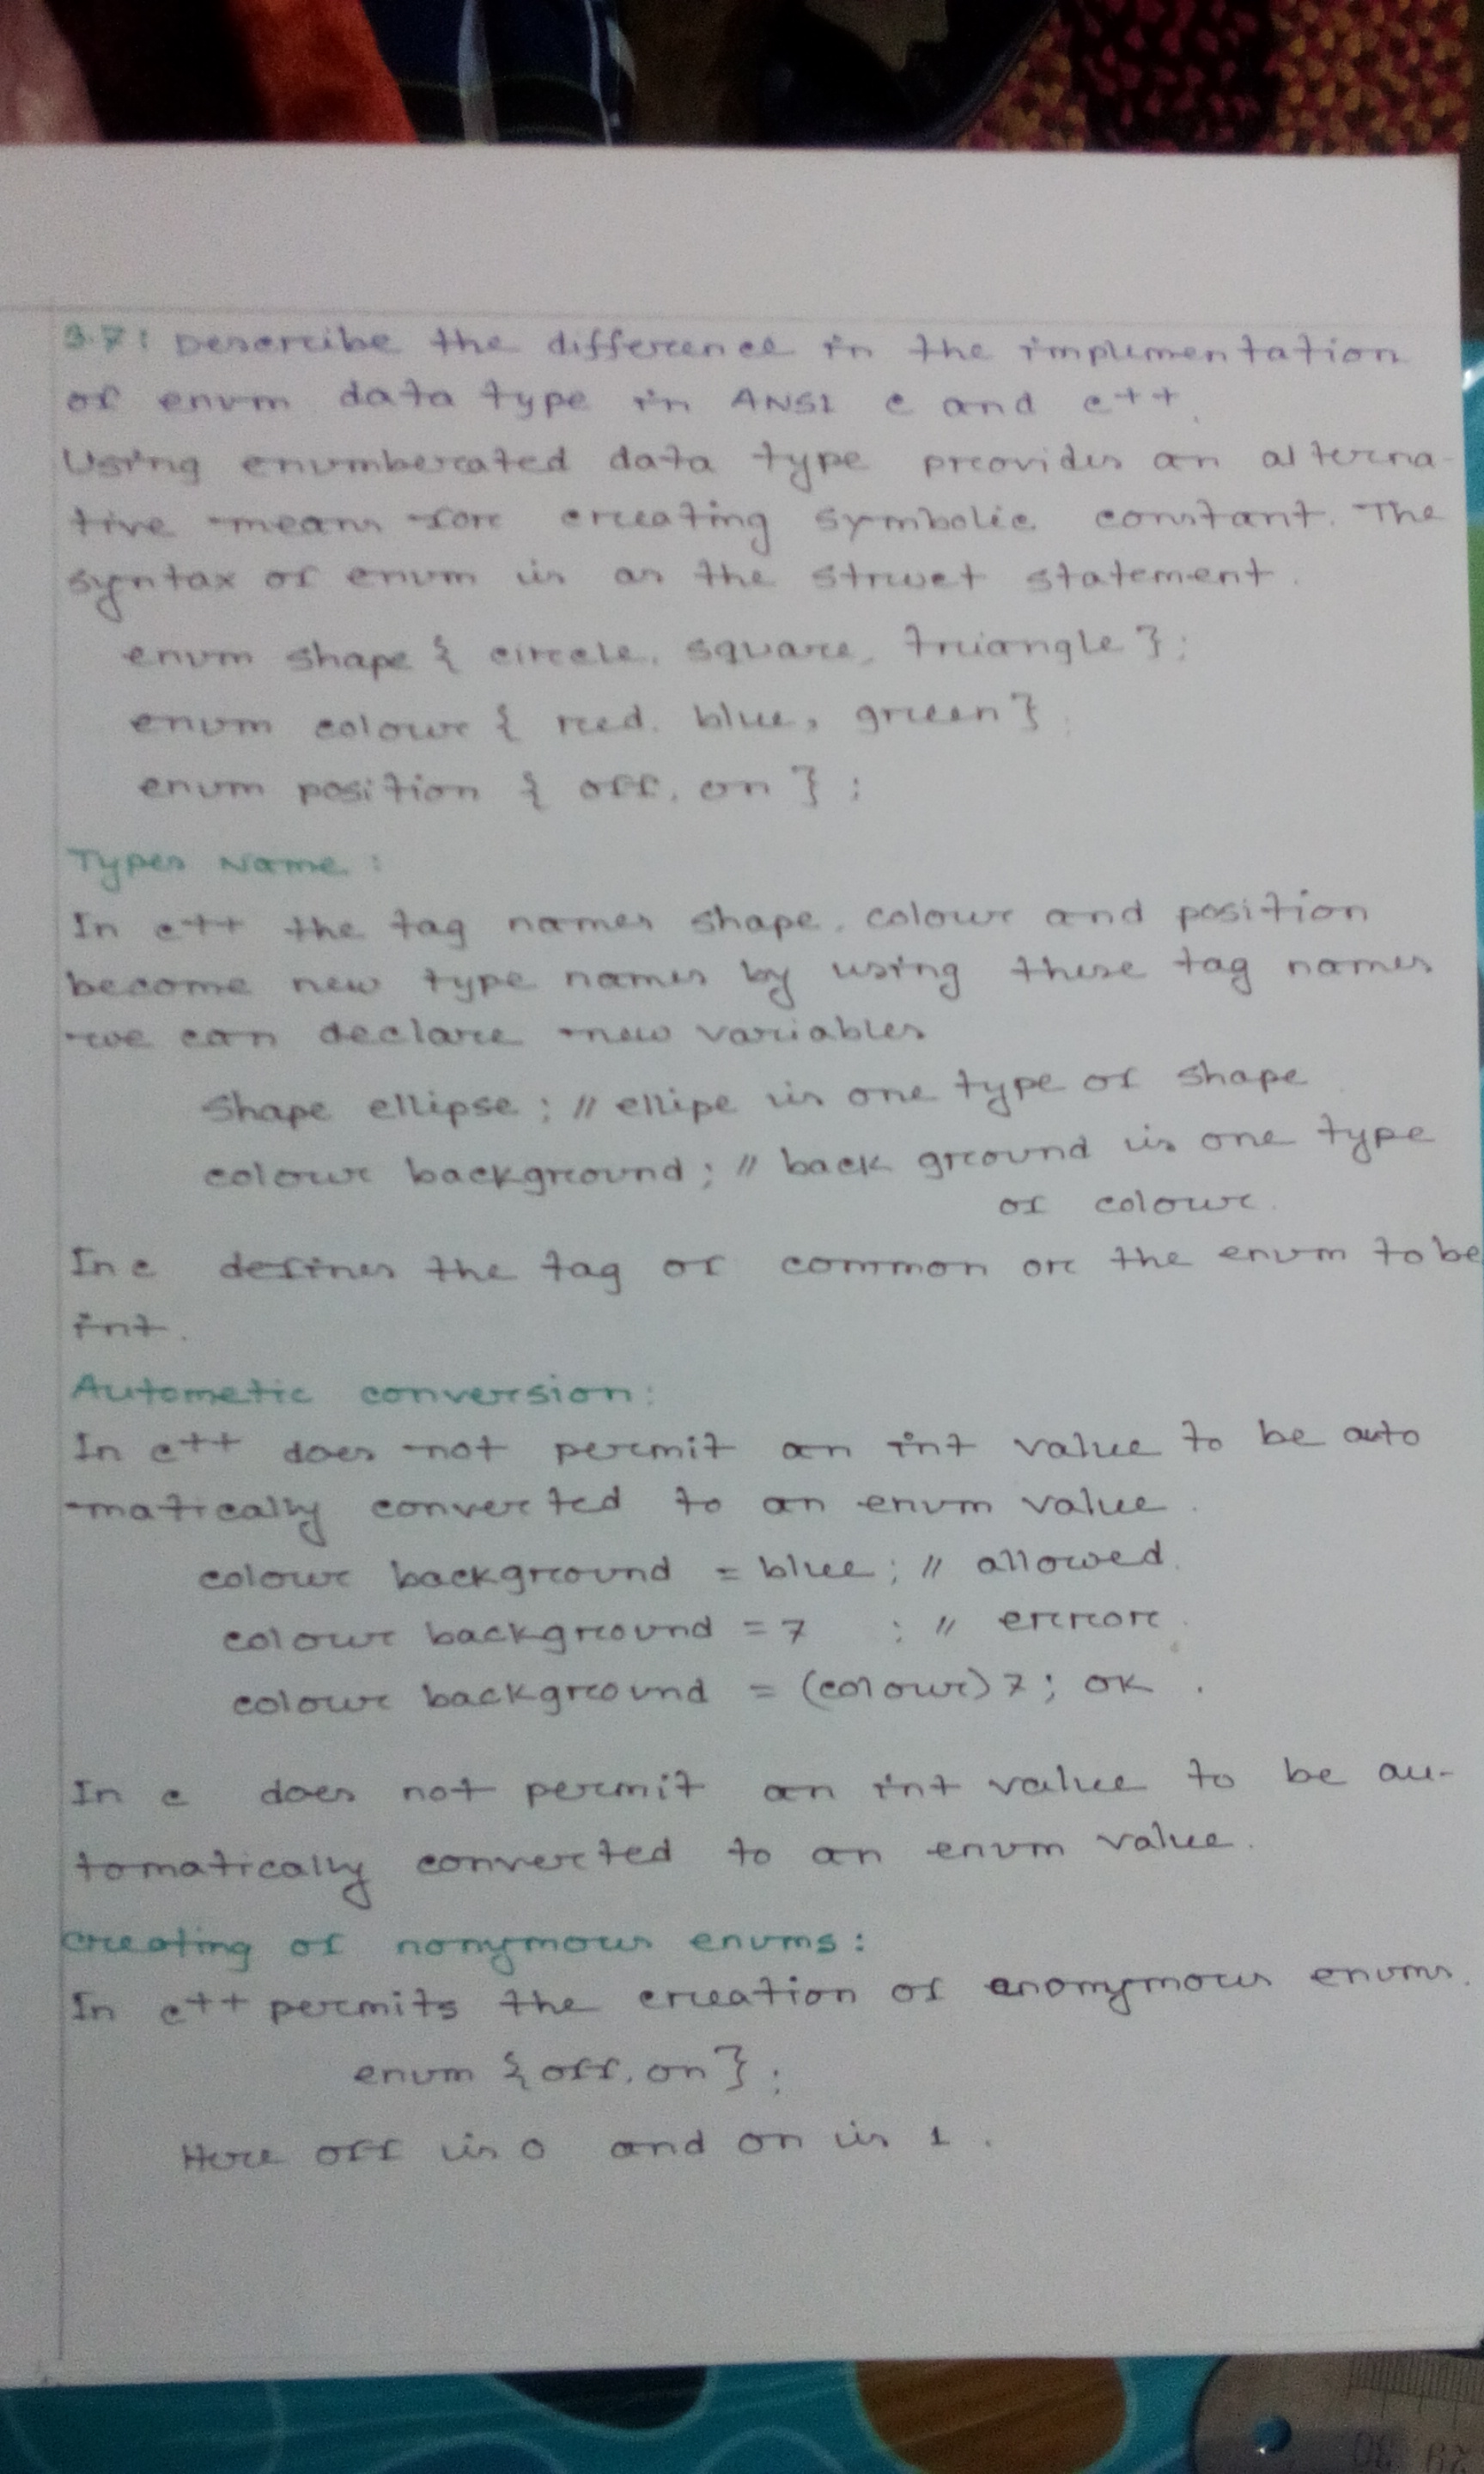 3.7: Describe the difference in the implementation
of enum data type in ANSI C and C++.
Using enumberated data type provides an alterna-
tive means for creating symbolic constant. The
syntax of enum is as the struct statement.
enum shape { circle, square, triangle };
enum colour { red, blue, green };
enum position { off, on };
Types Name:
In C++ the tag names shape, colour and position
become new type names by using these tag names
we can declare new variables
Shape ellipse; // ellipe is one type of shape
colour background; // back ground is one type
of colour.
In C defines the tag of common or the enum to be
int.
Autometic conversion:
In C++ does not permit an int value to be auto
matically converted to an enum value.
colour background = blue; // allowed.
colour background = 7 ; // error.
colour background = (colour) 7; OK .
In C does not permit an int value to be au-
tomatically converted to an enum value.
Creating of nonymous enums:
In C++ permits the creation of anonymous enums.
enum {off, on};
Here off is 0 and on is 1 .
30